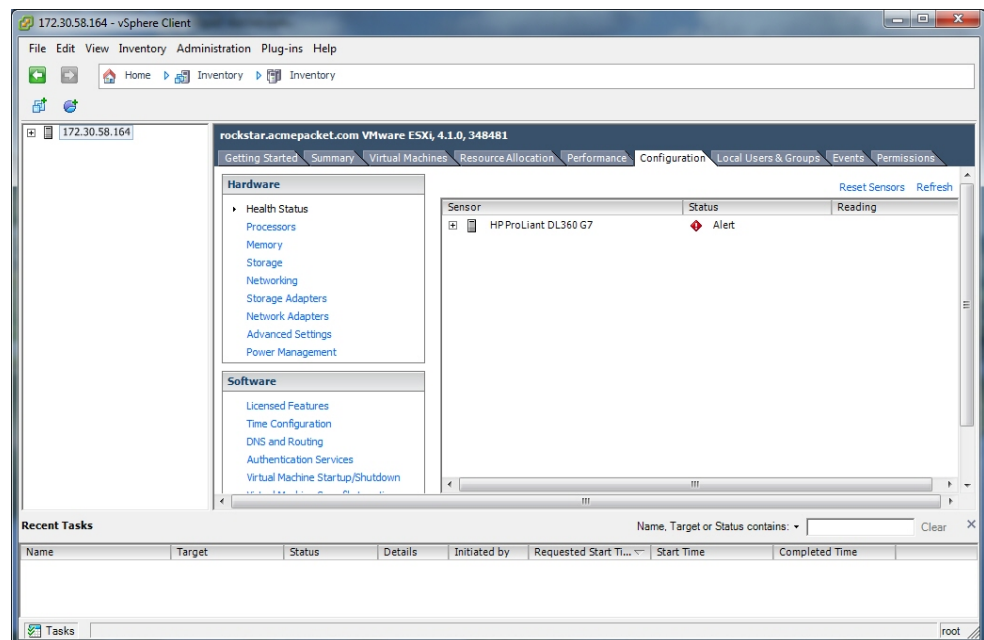 172.30.58.164 - vSphere Client
File Edit View Inventory Administration Plug-ins Help
Home Inventory Inventory
172.30.58.164
rockstar.acmepacket.com VMware ESXi, 4.1.0, 348481
Getting Started Summary Virtual Machines Resource Allocation Performance Configuration Local Users & Groups Events Permissions
Hardware
Health Status
Processors
Memory
Storage
Networking
Storage Adapters
Network Adapters
Advanced Settings
Power Management
Software
Licensed Features
Time Configuration
DNS and Routing
Authentication Services
Virtual Machine Startup/Shutdown
Reset Sensors Refresh
Sensor Status Reading
HP ProLiant DL360 G7 Alert
Recent Tasks Name, Target or Status contains: Clear
Name Target Status Details Initiated by Requested Start Ti... Start Time Completed Time
Tasks root